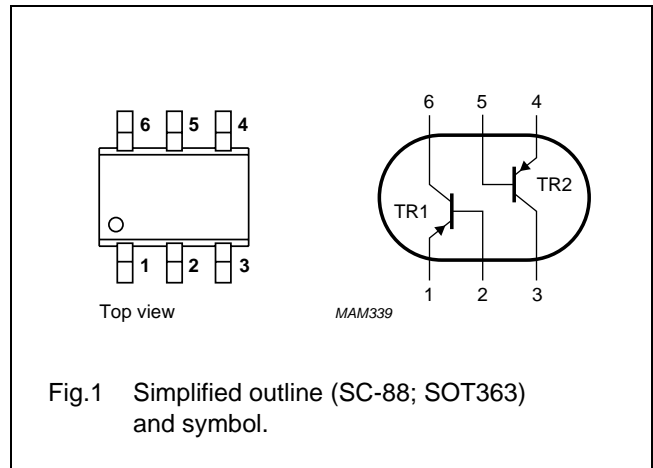 6 5 4
1 2 3
Top view
6 5 4
TR1
TR2
1 2 3
MAM339
Fig.1 Simplified outline (SC-88; SOT363)
and symbol.